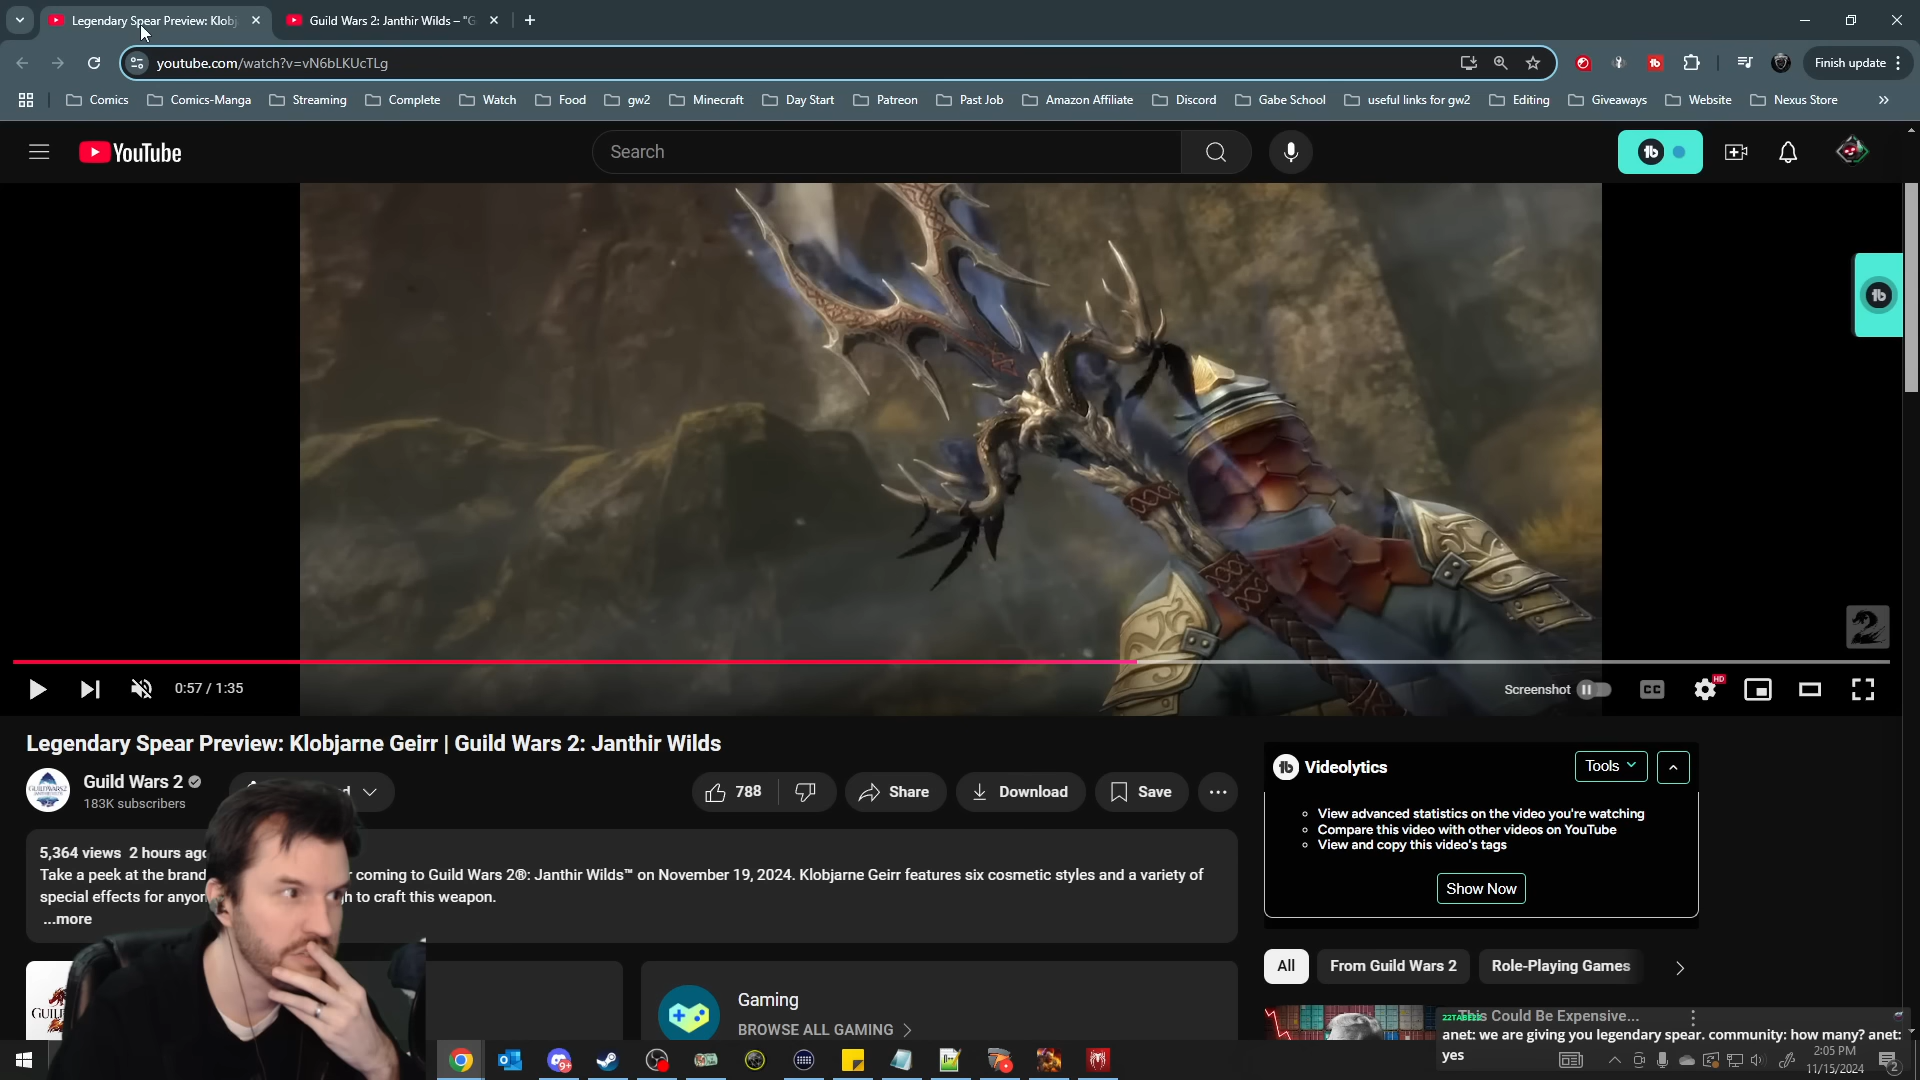 Legendary Spear Preview: Klobj
Guild Wars 2: Janthir Wilds – "G
youtube.com/watch?v=vN6bLKUcTLg
Finish update
Comics
Comics-Manga
Streaming
Complete
Watch
Food
gw2
Minecraft
Day Start
Patreon
Past Job
Amazon Affiliate
Discord
Gabe School
useful links for gw2
Editing
Giveaways
Website
Nexus Store
YouTube
Search
0:57 / 1:35
Screenshot
CC
HD
Legendary Spear Preview: Klobjarne Geirr | Guild Wars 2: Janthir Wilds
Guild Wars 2
183K subscribers
788
Share
Download
Save
5,364 views 2 hours ago
Take a peek at the brand
r coming to Guild Wars 2®: Janthir Wilds™ on November 19, 2024. Klobjarne Geirr features six cosmetic styles and a variety of
special effects for anyon
h to craft this weapon.
...more
Gaming
BROWSE ALL GAMING
Videolytics
Tools
View advanced statistics on the video you're watching
Compare this video with other videos on YouTube
View and copy this video's tags
Show Now
All
From Guild Wars 2
Role-Playing Games
This Could Be Expensive...
anet: we are giving you legendary spear. community: how many? anet:
yes
2:05 PM
11/15/2024
2